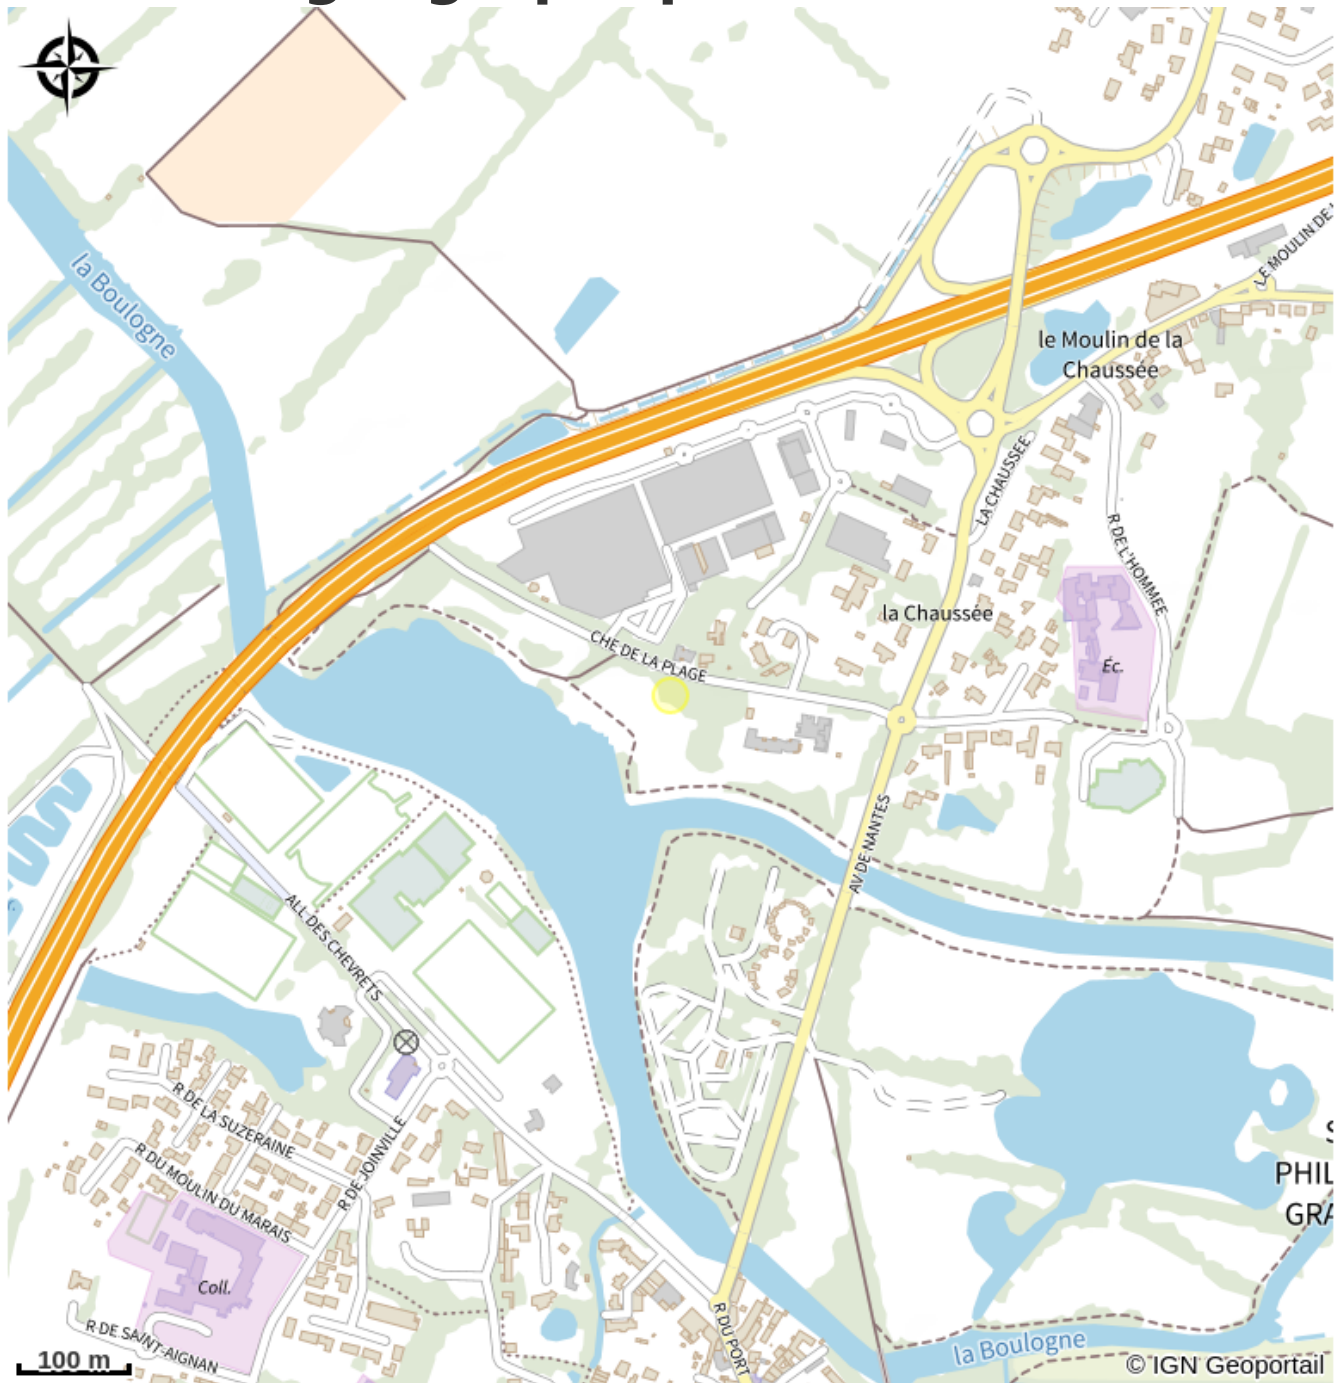 la Boulogne
LE MOULIN DE
le Moulin de la
Chaussée
LA CHAUSSEE
R DE L'HOMMEE
la Chaussée
CHE DE LA PLAGE
Éc.
AV DE NANTES
ALL DES CHEVRETS
R DE LA SUZERAINE
R DE JOINVILLE
R DU MOULIN DU MARAIS
PHIL
GRA
Coll.
R DE SAINT-AIGNAN
R DU PORT
la Boulogne
100 m
© IGN Geoportail